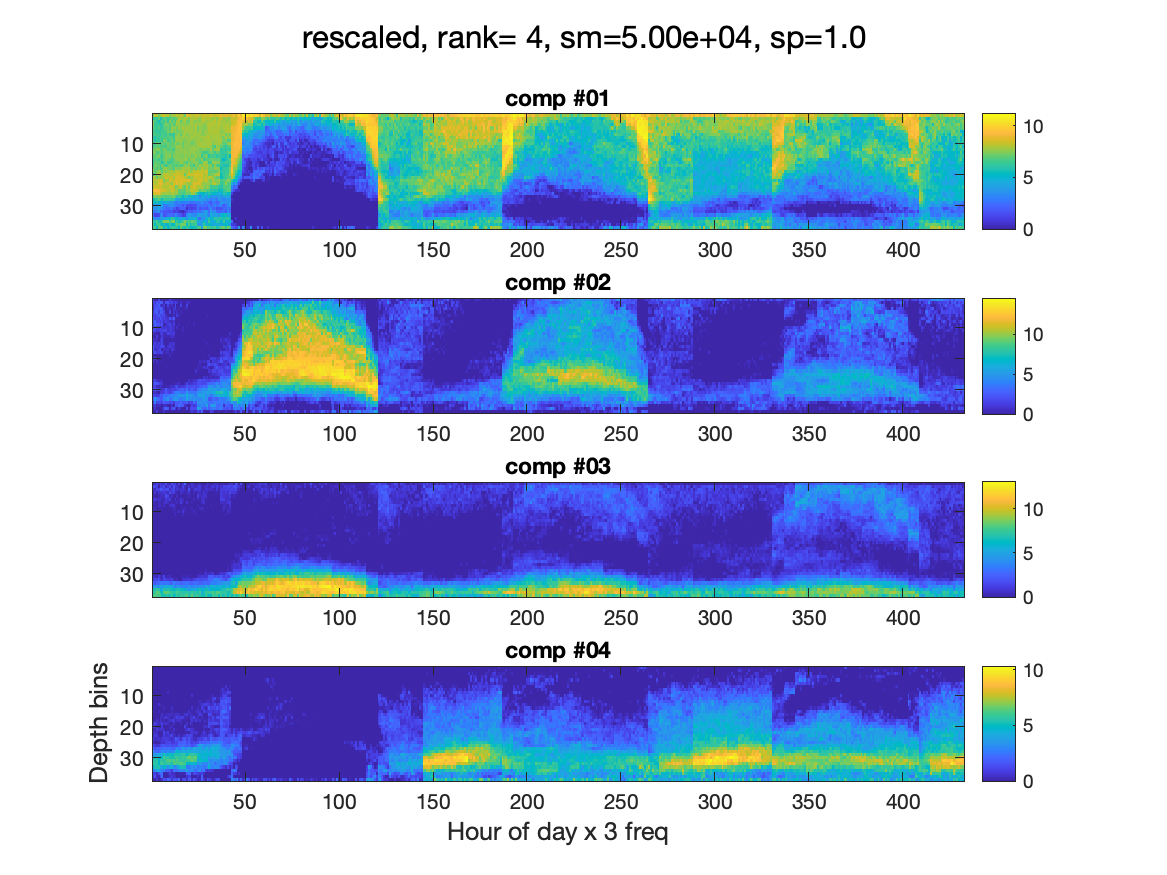 rescaled, rank= 4, sm=5.00e+04, sp=1.0
comp #01
10
20
30
50 100 150 200 250 300 350 400
10
5
0
comp #02
10
20
30
50 100 150 200 250 300 350 400
10
5
0
comp #03
10
20
30
50 100 150 200 250 300 350 400
10
5
0
comp #04
Depth bins
10
20
30
50 100 150 200 250 300 350 400
10
5
0
Hour of day x 3 freq